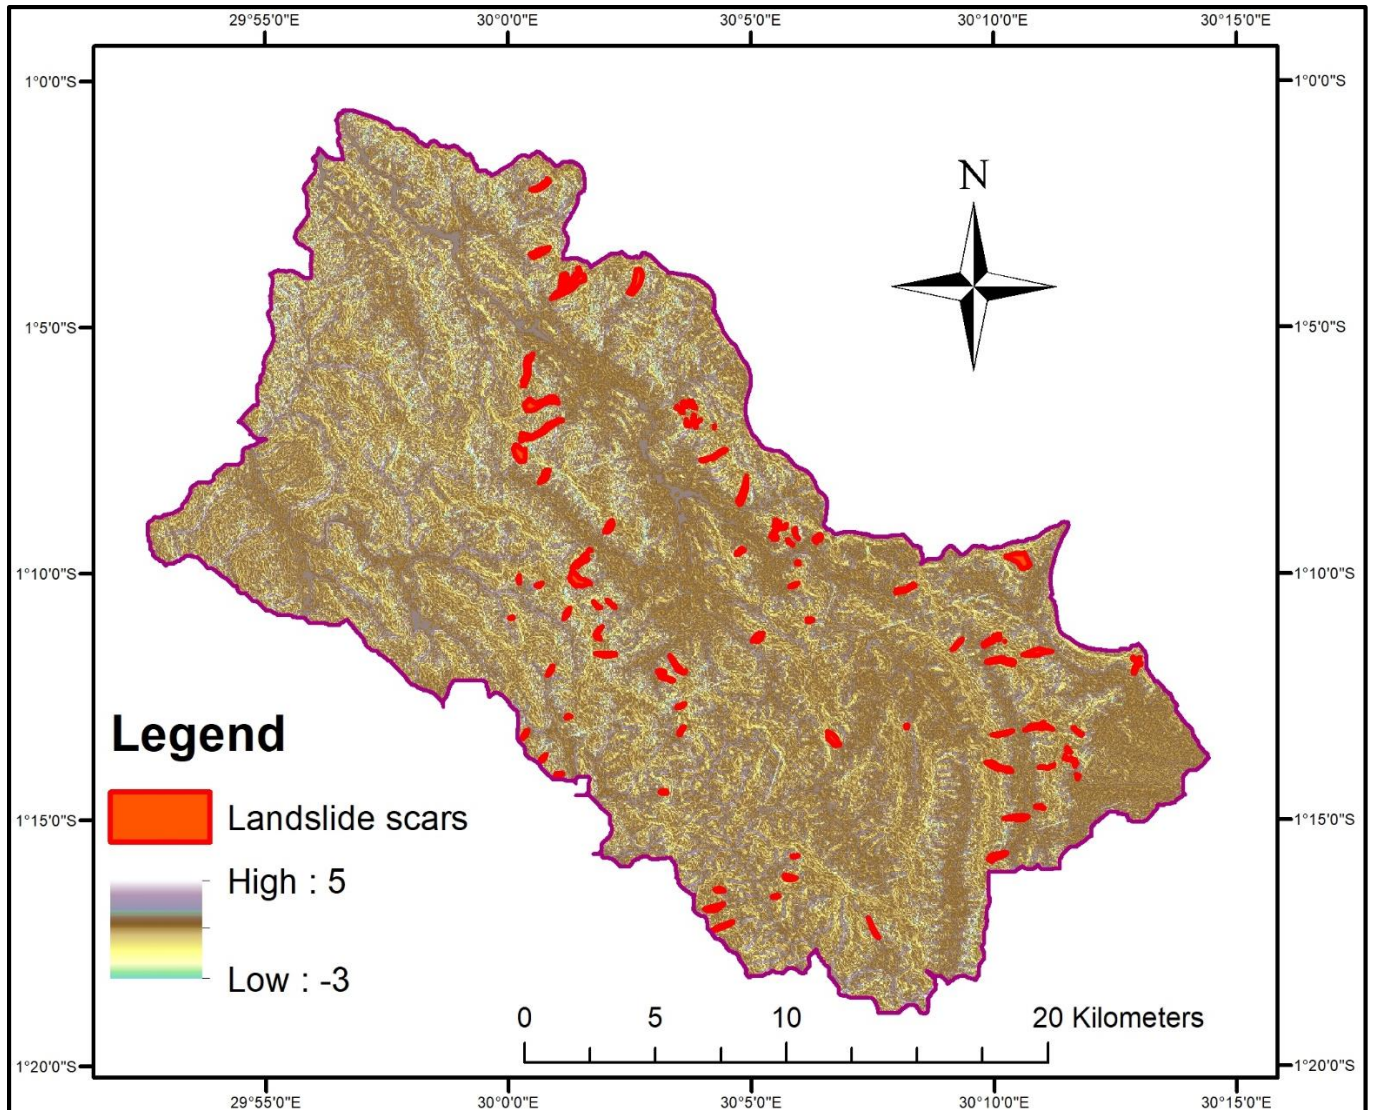 29°55'0"E 30°0'0"E 30°5'0"E 30°10'0"E 30°15'0"E
1°0'0"S 1°0'0"S
N
1°5'0"S 1°5'0"S
1°10'0"S 1°10'0"S
Legend
Landslide scars
1°15'0"S 1°15'0"S
High : 5
Low : -3
0 5 10 20 Kilometers
1°20'0"S 1°20'0"S
29°55'0"E 30°0'0"E 30°5'0"E 30°10'0"E 30°15'0"E